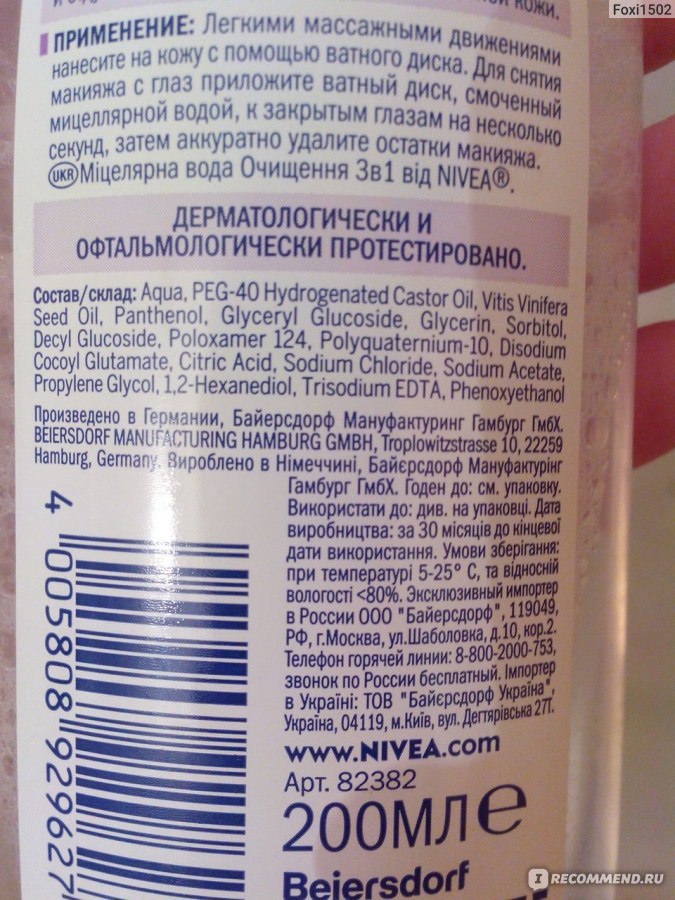 Foxi1502
кожи.
ПРИМЕНЕНИЕ: Легкими массажными движениями
нанесите на кожу с помощью ватного диска. Для снятия
макияжа с глаз приложите ватный диск, смоченный
мицеллярной водой, к закрытым глазам на несколько
секунд, затем аккуратно удалите остатки макияжа.
UKR Міцелярна вода Очищення 3в1 від NIVEA®.
ДЕРМАТОЛОГИЧЕСКИ И
ОФТАЛЬМОЛОГИЧЕСКИ ПРОТЕСТИРОВАНО.
Состав/склад: Aqua, PEG-40 Hydrogenated Castor Oil, Vitis Vinifera
Seed Oil, Panthenol, Glyceryl Glucoside, Glycerin, Sorbitol,
Decyl Glucoside, Poloxamer 124, Polyquaternium-10, Disodium
Cocoyl Glutamate, Citric Acid, Sodium Chloride, Sodium Acetate,
Propylene Glycol, 1,2-Hexanediol, Trisodium EDTA, Phenoxyethanol
Произведено в Германии, Байерсдорф Мануфактуринг Гамбург ГмбХ.
BEIERSDORF MANUFACTURING HAMBURG GMBH, Troplowitzstrasse 10, 22259
Hamburg, Germany. Вироблено в Німеччині, Байєрсдорф Мануфактурінг
Гамбург ГмбХ. Годен до: см. упаковку.
Використати до: див. на упаковці. Дата
виробництва: за 30 місяців до кінцевої
дати використання. Умови зберігання:
при температурі 5-25° С, та відносній
вологості <80%. Эксклюзивный импортер
в России ООО "Байерсдорф", 119049,
РФ, г.Москва, ул.Шаболовка, д.10, кор.2.
Телефон горячей линии: 8-800-2000-753,
звонок по России бесплатный. Імпортер
в Україні: ТОВ "Байєрсдорф Україна",
Україна, 04119, м.Київ, вул. Дегтярівська 27Т.
www.NIVEA.com
Арт. 82382
200МЛ℮
Beiersdorf
4 005808 929627
IRECOMMEND.RU